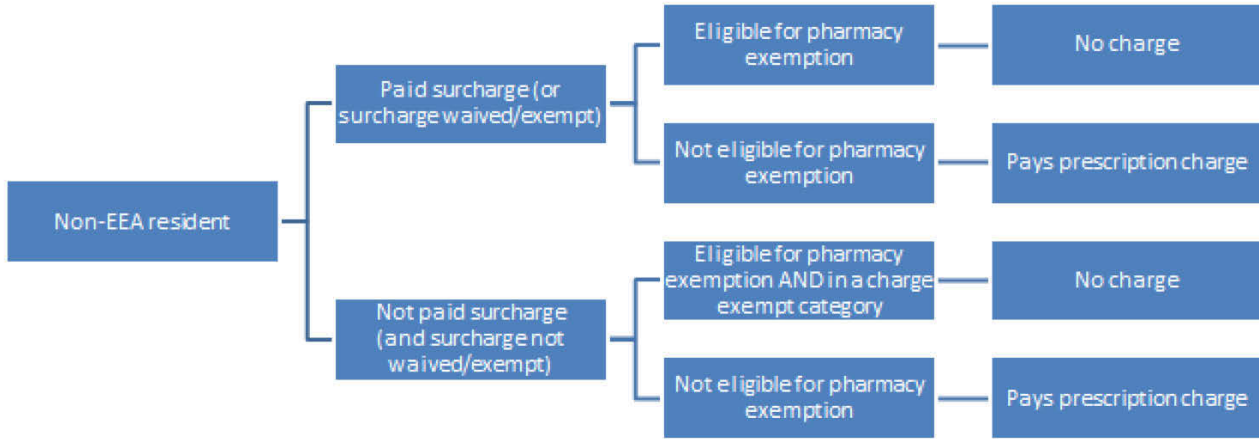 Non-EEA resident
Paid surcharge (or
surcharge waived/exempt)
Eligible for pharmacy
exemption
No charge
Not eligible for pharmacy
exemption
Pays prescription charge
Not paid surcharge
(and surcharge not
waived/exempt)
Eligible for pharmacy
exemption AND in a charge
exempt category
No charge
Not eligible for pharmacy
exemption
Pays prescription charge